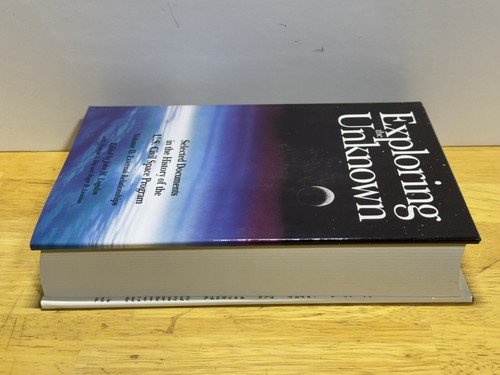 Exploring
the
Unknown
Selected Documents
in the History of the
U.S. Civil Space Program
Volume II: External Relationships
Edited by John M. Logsdon